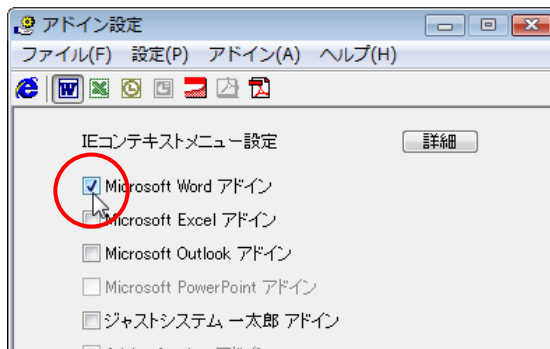 アドイン設定
ファイル(F) 設定(P) アドイン(A) ヘルプ(H)
IEコンテキストメニュー設定 詳細
Microsoft Word アドイン
Microsoft Excel アドイン
Microsoft Outlook アドイン
Microsoft PowerPoint アドイン
ジャストシステム 一太郎 アドイン